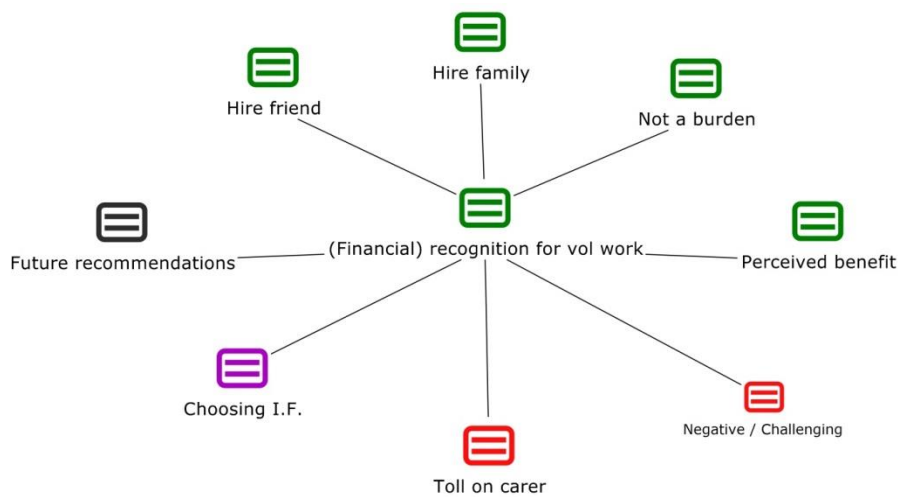 Hire family
Hire friend
Not a burden
(Financial) recognition for vol work
Future recommendations
Perceived benefit
Choosing I.F.
Negative / Challenging
Toll on carer